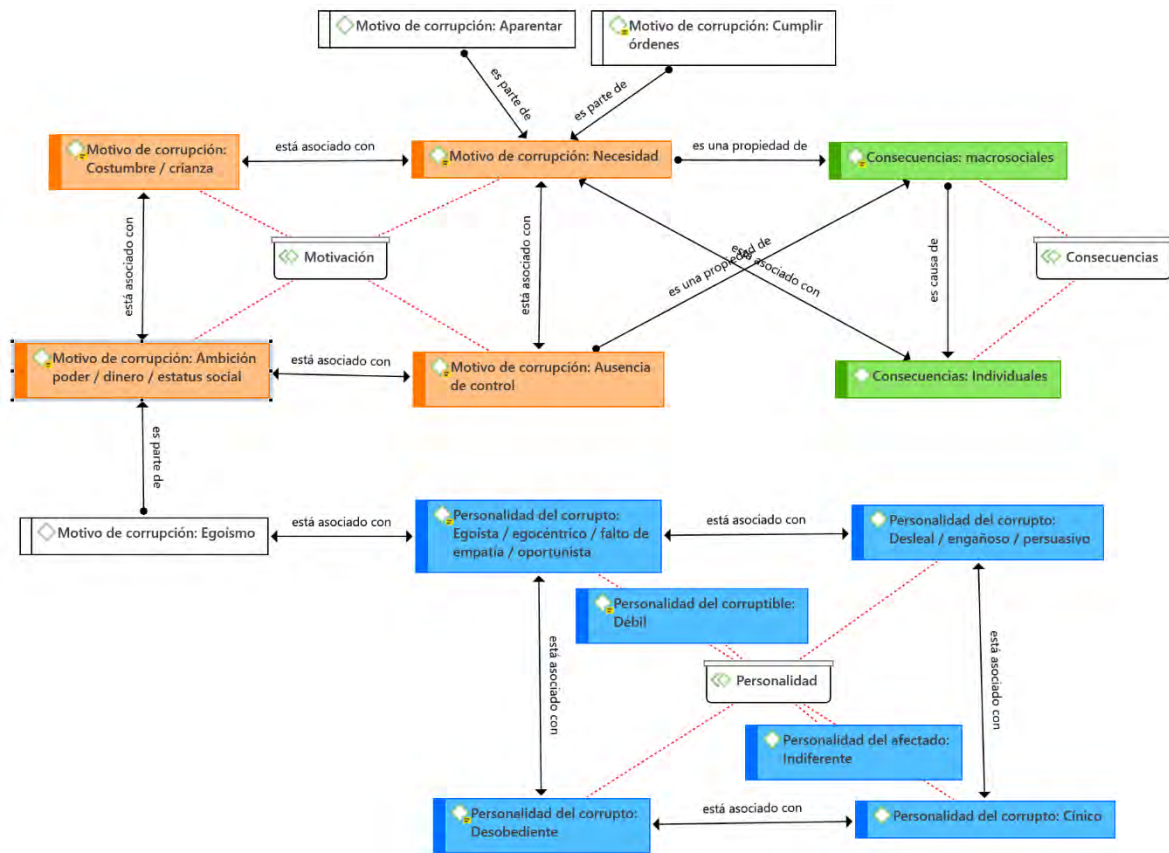 Motivo de corrupción: Aparentar
Motivo de corrupción: Cumplir
órdenes
es parte de
es parte de
Motivo de corrupción:
Costumbre / crianza
está asociado con
Motivo de corrupción: Necesidad
es una propiedad de
Consecuencias: macrosociales
está asociado con
Motivación
está asociado con
es una propiedad de
está asociado con
es causa de
Consecuencias
Motivo de corrupción: Ambición
poder / dinero / estatus social
está asociado con
Motivo de corrupción: Ausencia
de control
Consecuencias: Individuales
es parte de
Motivo de corrupción: Egoismo
está asociado con
Personalidad del corrupto:
Egoísta / egocéntrico / falto de
empatía / oportunista
está asociado con
Personalidad del corrupto:
Desleal / engañoso / persuasivo
Personalidad del corruptible:
Débil
está asociado con
está asociado con
Personalidad
Personalidad del afectado:
Indiferente
Personalidad del corrupto:
Desobediente
está asociado con
Personalidad del corrupto: Cínico